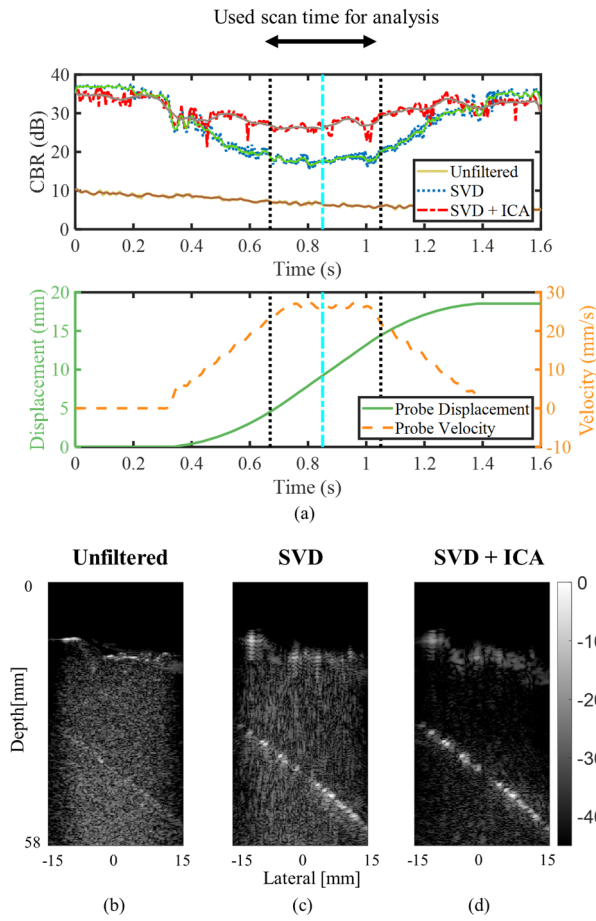 Used scan time for analysis
40
30
20
10
0
CBR (dB)
Unfiltered
SVD
SVD + ICA
0 0.2 0.4 0.6 0.8 1 1.2 1.4 1.6
Time (s)
20
15
10
5
0
Displacement (mm)
30
20
10
0
-10
Velocity (mm/s)
Probe Displacement
Probe Velocity
0 0.2 0.4 0.6 0.8 1 1.2 1.4 1.6
Time (s)
(a)
Unfiltered SVD SVD + ICA
0
Depth[mm]
58
0
-10
-20
-30
-40
-15 0 15 -15 0 15 -15 0 15
Lateral [mm]
(b) (c) (d)